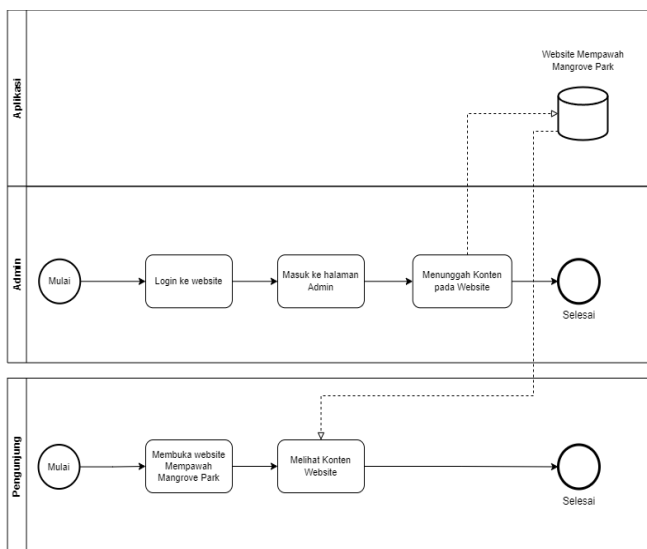 Aplikasi
Website Mempawah
Mangrove Park
Admin
Mulai
Login ke website
Masuk ke halaman
Admin
Menunggah Konten
pada Website
Selesai
Pengunjung
Mulai
Membuka website
Mempawah
Mangrove Park
Melihat Konten
Website
Selesai